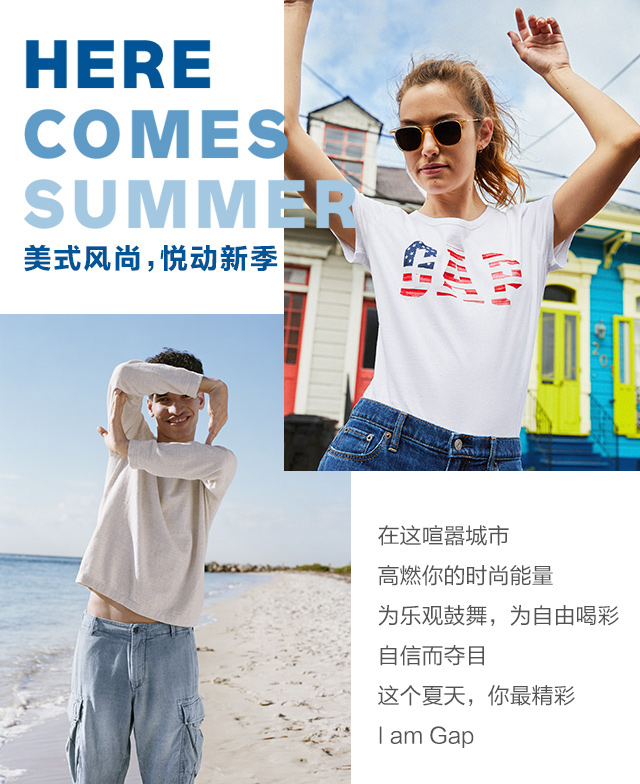 HERE
COMES
SUMMER
美式风尚，悦动新季
GAP
20
在这喧嚣城市
高燃你的时尚能量
为乐观鼓舞，为自由喝彩
自信而夺目
这个夏天，你最精彩
I am Gap